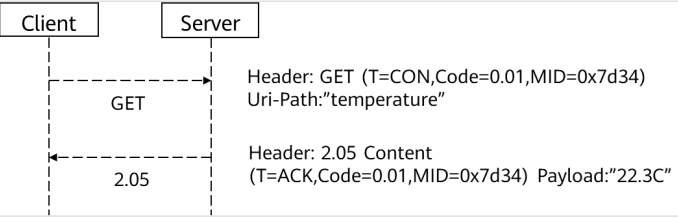 Client
Server
Header: GET (T=CON,Code=0.01,MID=0x7d34)
GET
Uri-Path:”temperature”
Header: 2.05 Content
2.05
(T=ACK,Code=0.01,MID=0x7d34) Payload:”22.3C”